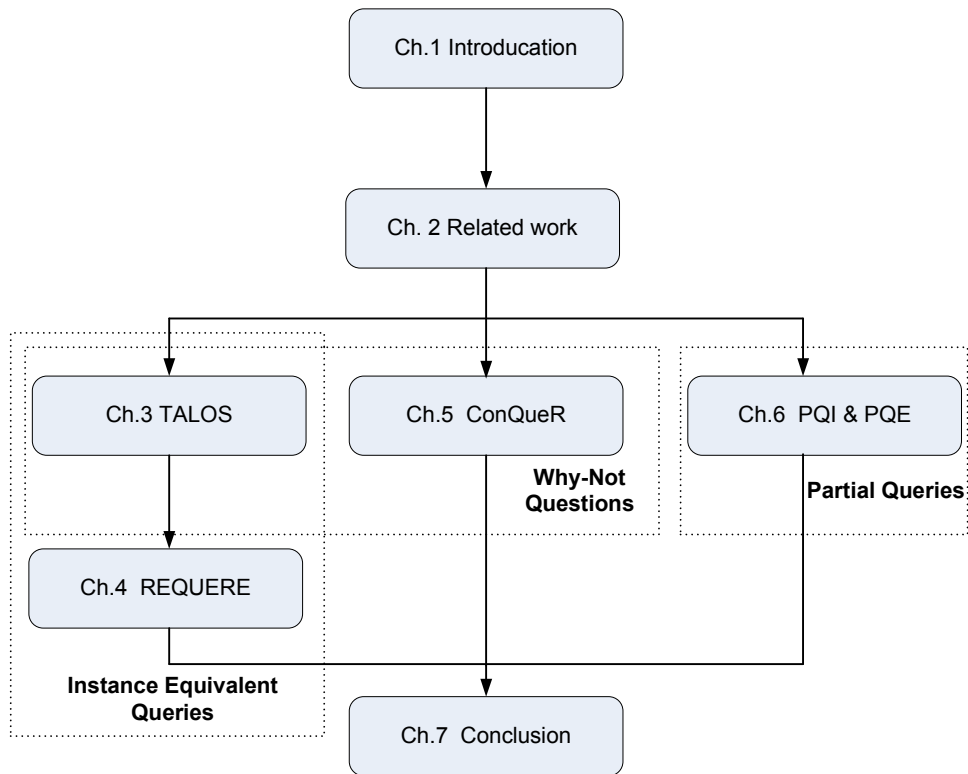 Ch.1 Introducation
Ch. 2 Related work
Ch.3 TALOS
Ch.5 ConQueR
Ch.6 PQI & PQE
Why-Not
Questions
Partial Queries
Ch.4 REQUERE
Instance Equivalent
Queries
Ch.7 Conclusion